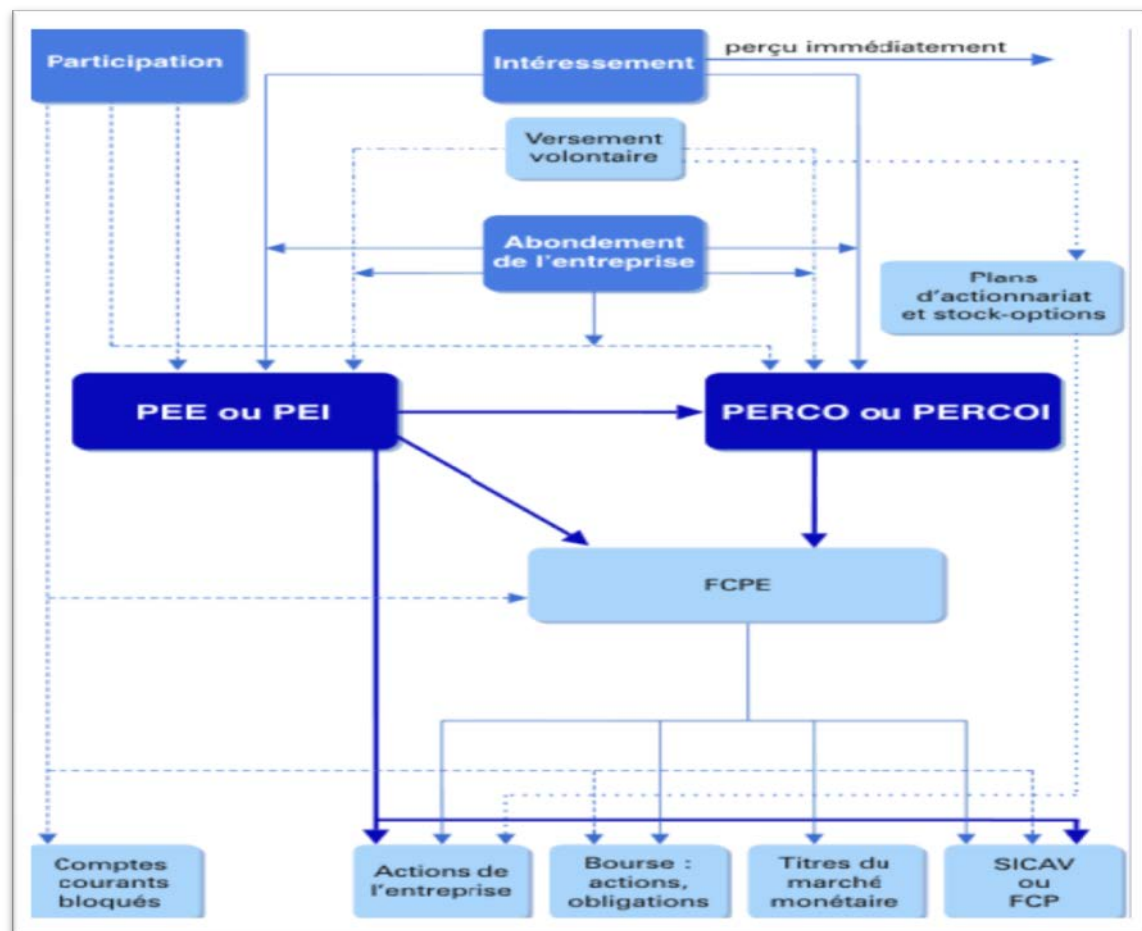 Participation
Intéressement
perçu immédiatement
Versement
volontaire
Abondement
de l'entreprise
Plans
d'actionnariat
et stock-options
PEE ou PEI
PERCO ou PERCOI
FCPE
Comptes
courants
bloqués
Actions de
l'entreprise
Bourse :
actions,
obligations
Titres du
marché
monétaire
SICAV
ou
FCP